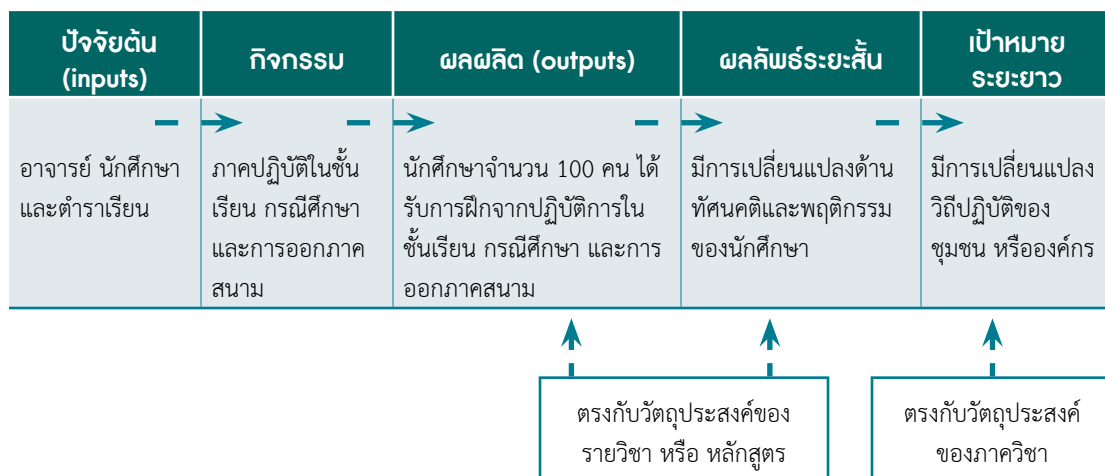 ปัจจัยต้น
(inputs)
กิจกรรม
ผลผลิต (outputs)
ผลลัพธ์ระยะสั้น
เป้าหมาย
ระยะยาว
อาจารย์ นักศึกษา
และตำราเรียน
ภาคปฏิบัติในชั้น
เรียน กรณีศึกษา
และการออกภาค
สนาม
นักศึกษาจำนวน 100 คน ได้
รับการฝึกจากปฏิบัติการใน
ชั้นเรียน กรณีศึกษา และการ
ออกภาคสนาม
มีการเปลี่ยนแปลงด้าน
ทัศนคติและพฤติกรรม
ของนักศึกษา
มีการเปลี่ยนแปลง
วิถีปฏิบัติของ
ชุมชน หรือองค์กร
ตรงกับวัตถุประสงค์ของ
รายวิชา หรือ หลักสูตร
ตรงกับวัตถุประสงค์
ของภาควิชา